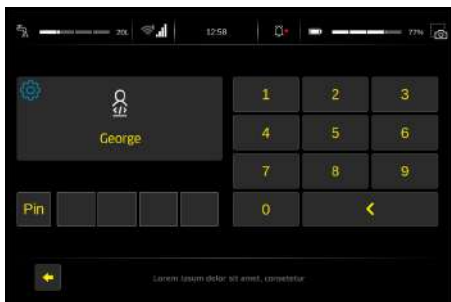 20L 12:58 77%
1 2 3
George
4 5 6
7 8 9
Pin 0
Lorem Ipsum dolor sit amet, consetetur